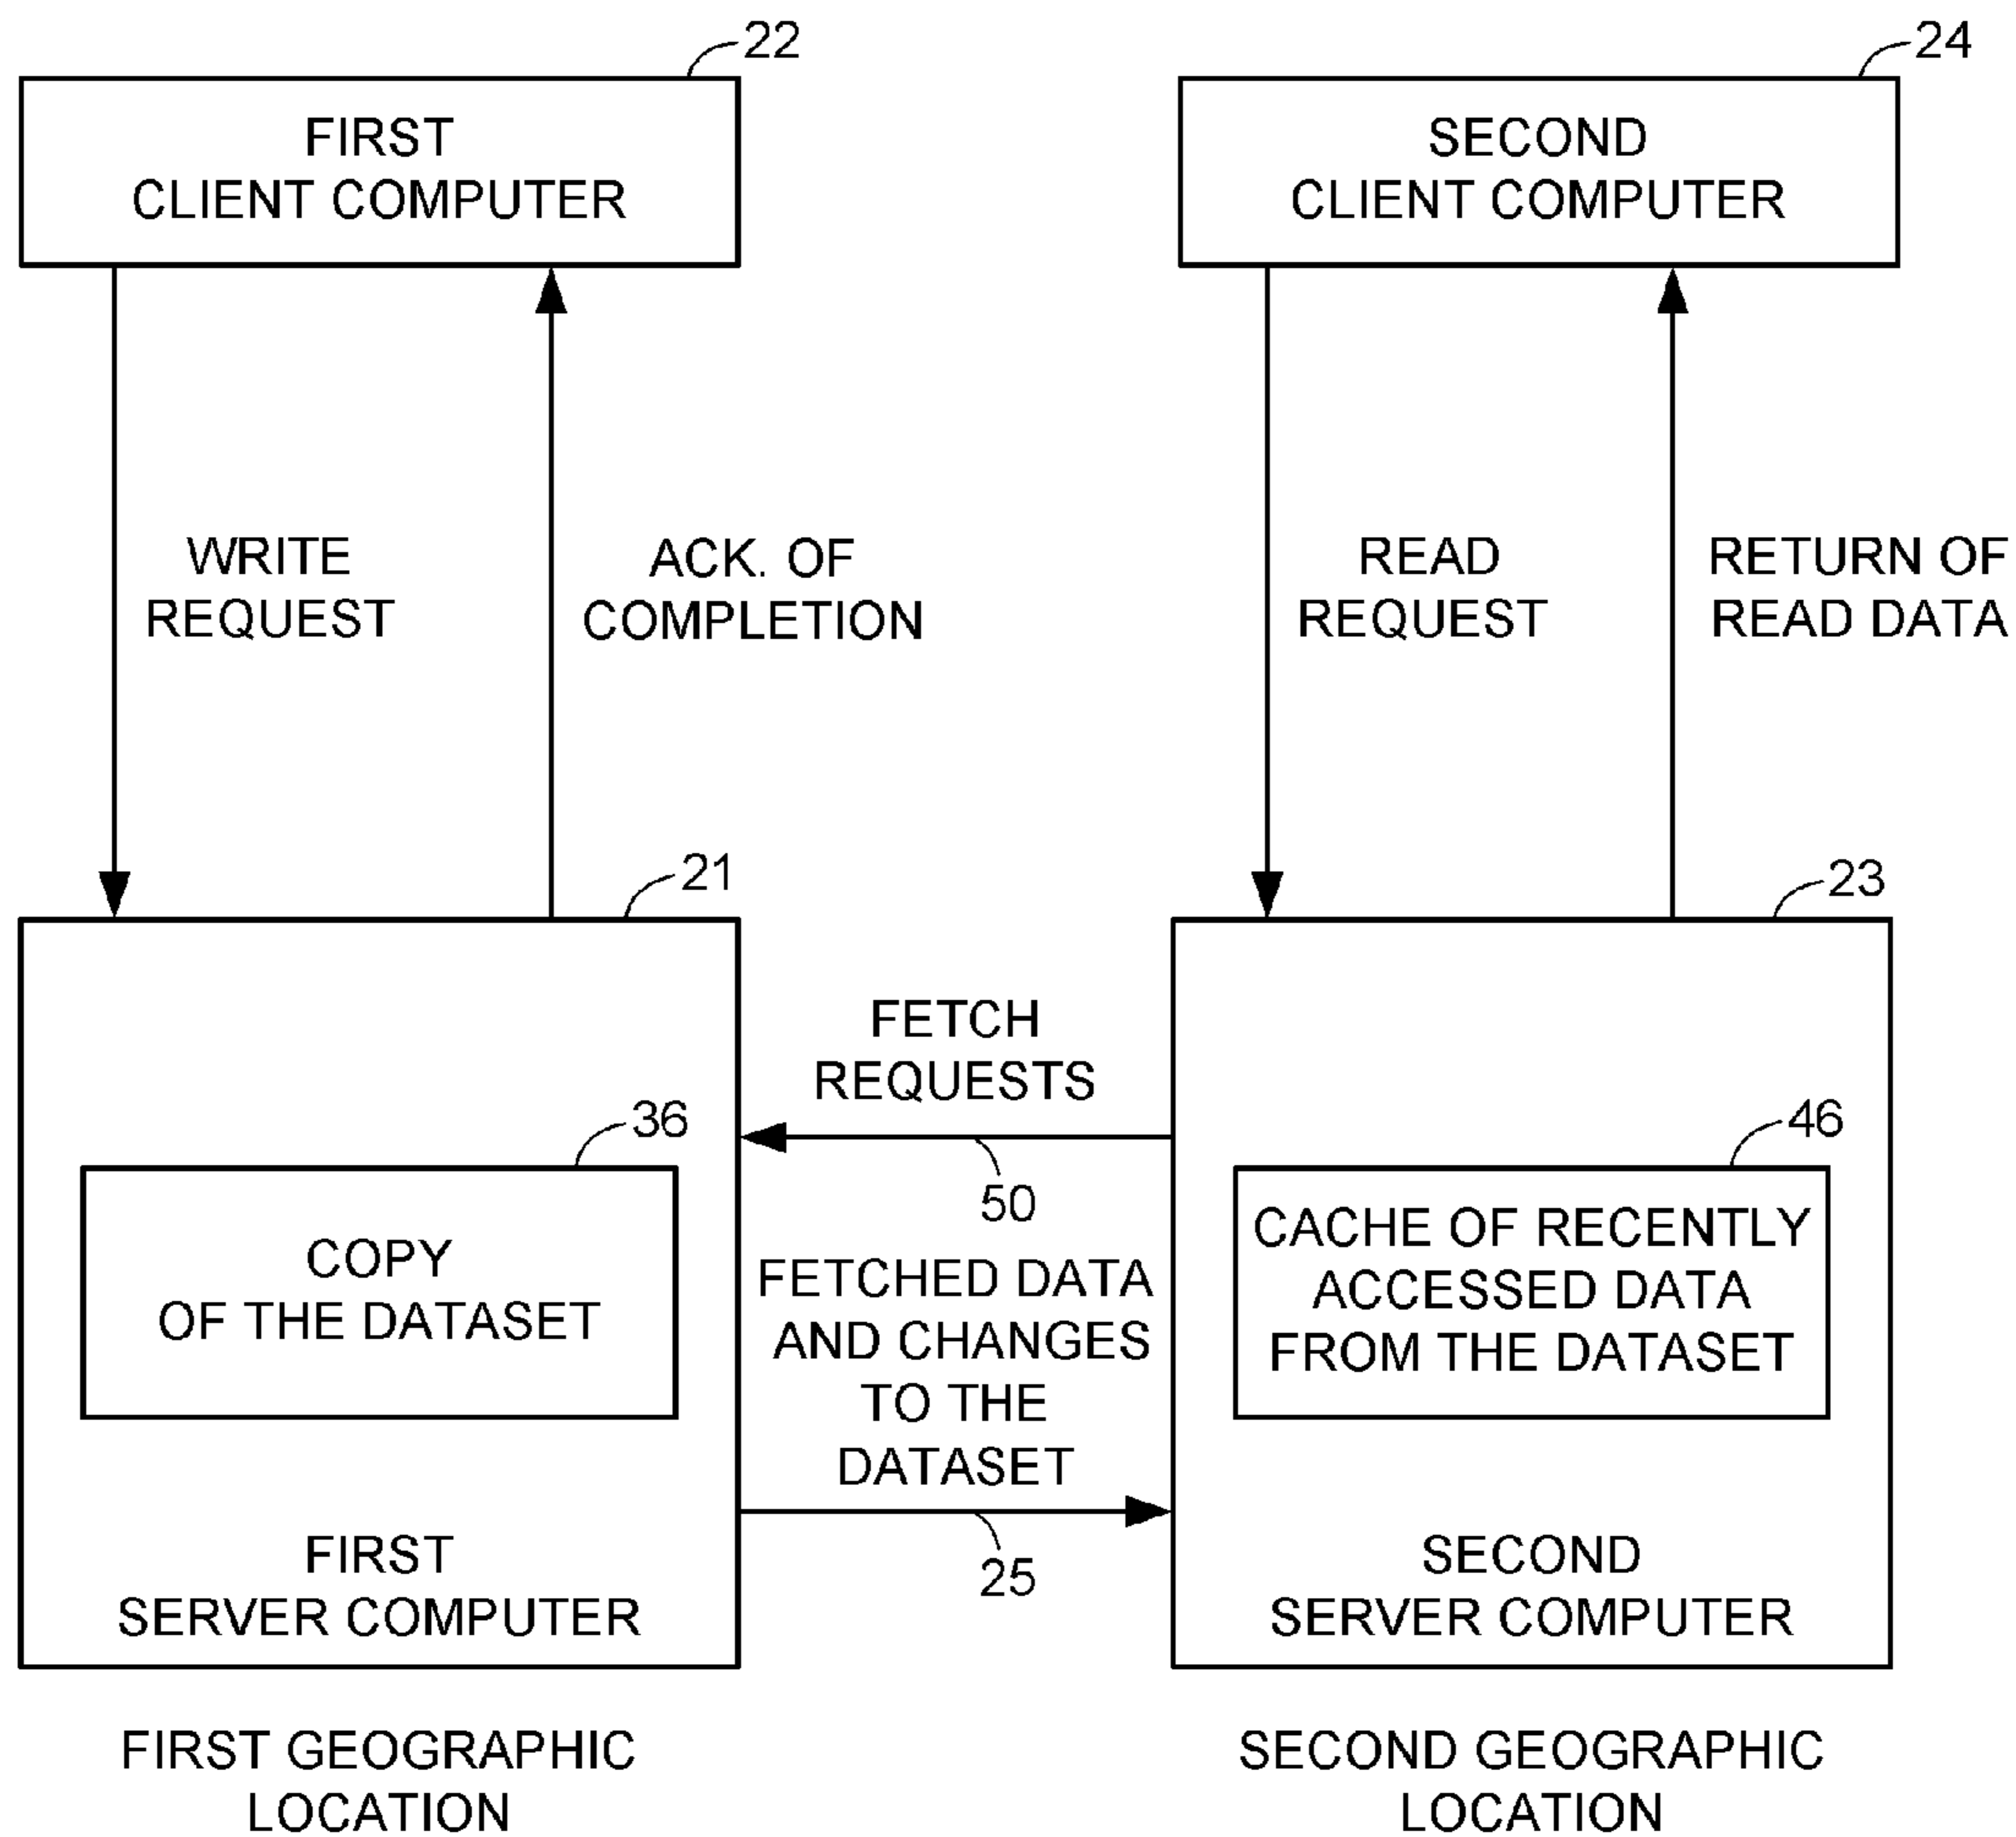 22
FIRST
CLIENT COMPUTER
24
SECOND
CLIENT COMPUTER
WRITE
REQUEST
ACK. OF
COMPLETION
READ
REQUEST
RETURN OF
READ DATA
21
36
COPY
OF THE DATASET
FIRST
SERVER COMPUTER
FETCH
REQUESTS
50
FETCHED DATA
AND CHANGES
TO THE
DATASET
25
23
46
CACHE OF RECENTLY
ACCESSED DATA
FROM THE DATASET
SECOND
SERVER COMPUTER
FIRST GEOGRAPHIC
LOCATION
SECOND GEOGRAPHIC
LOCATION